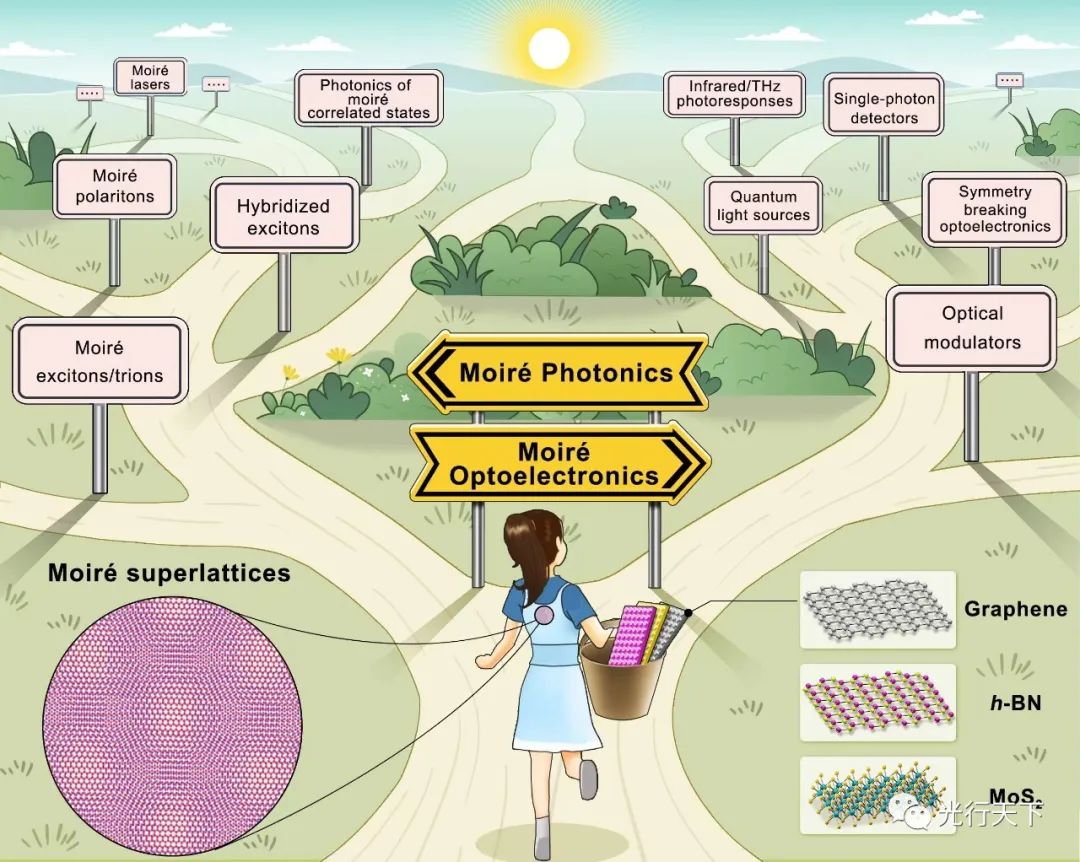 Moiré
lasers
Photonics of
moiré
correlated states
Infrared/THz
photoresponses
Single-photon
detectors
Moiré
polaritons
Hybridized
excitons
Quantum
light sources
Symmetry
breaking
optoelectronics
Moiré
excitons/trions
Optical
modulators
Moiré Photonics
Moiré
Optoelectronics
Moiré superlattices
Graphene
h-BN
MoS₂
光行天下